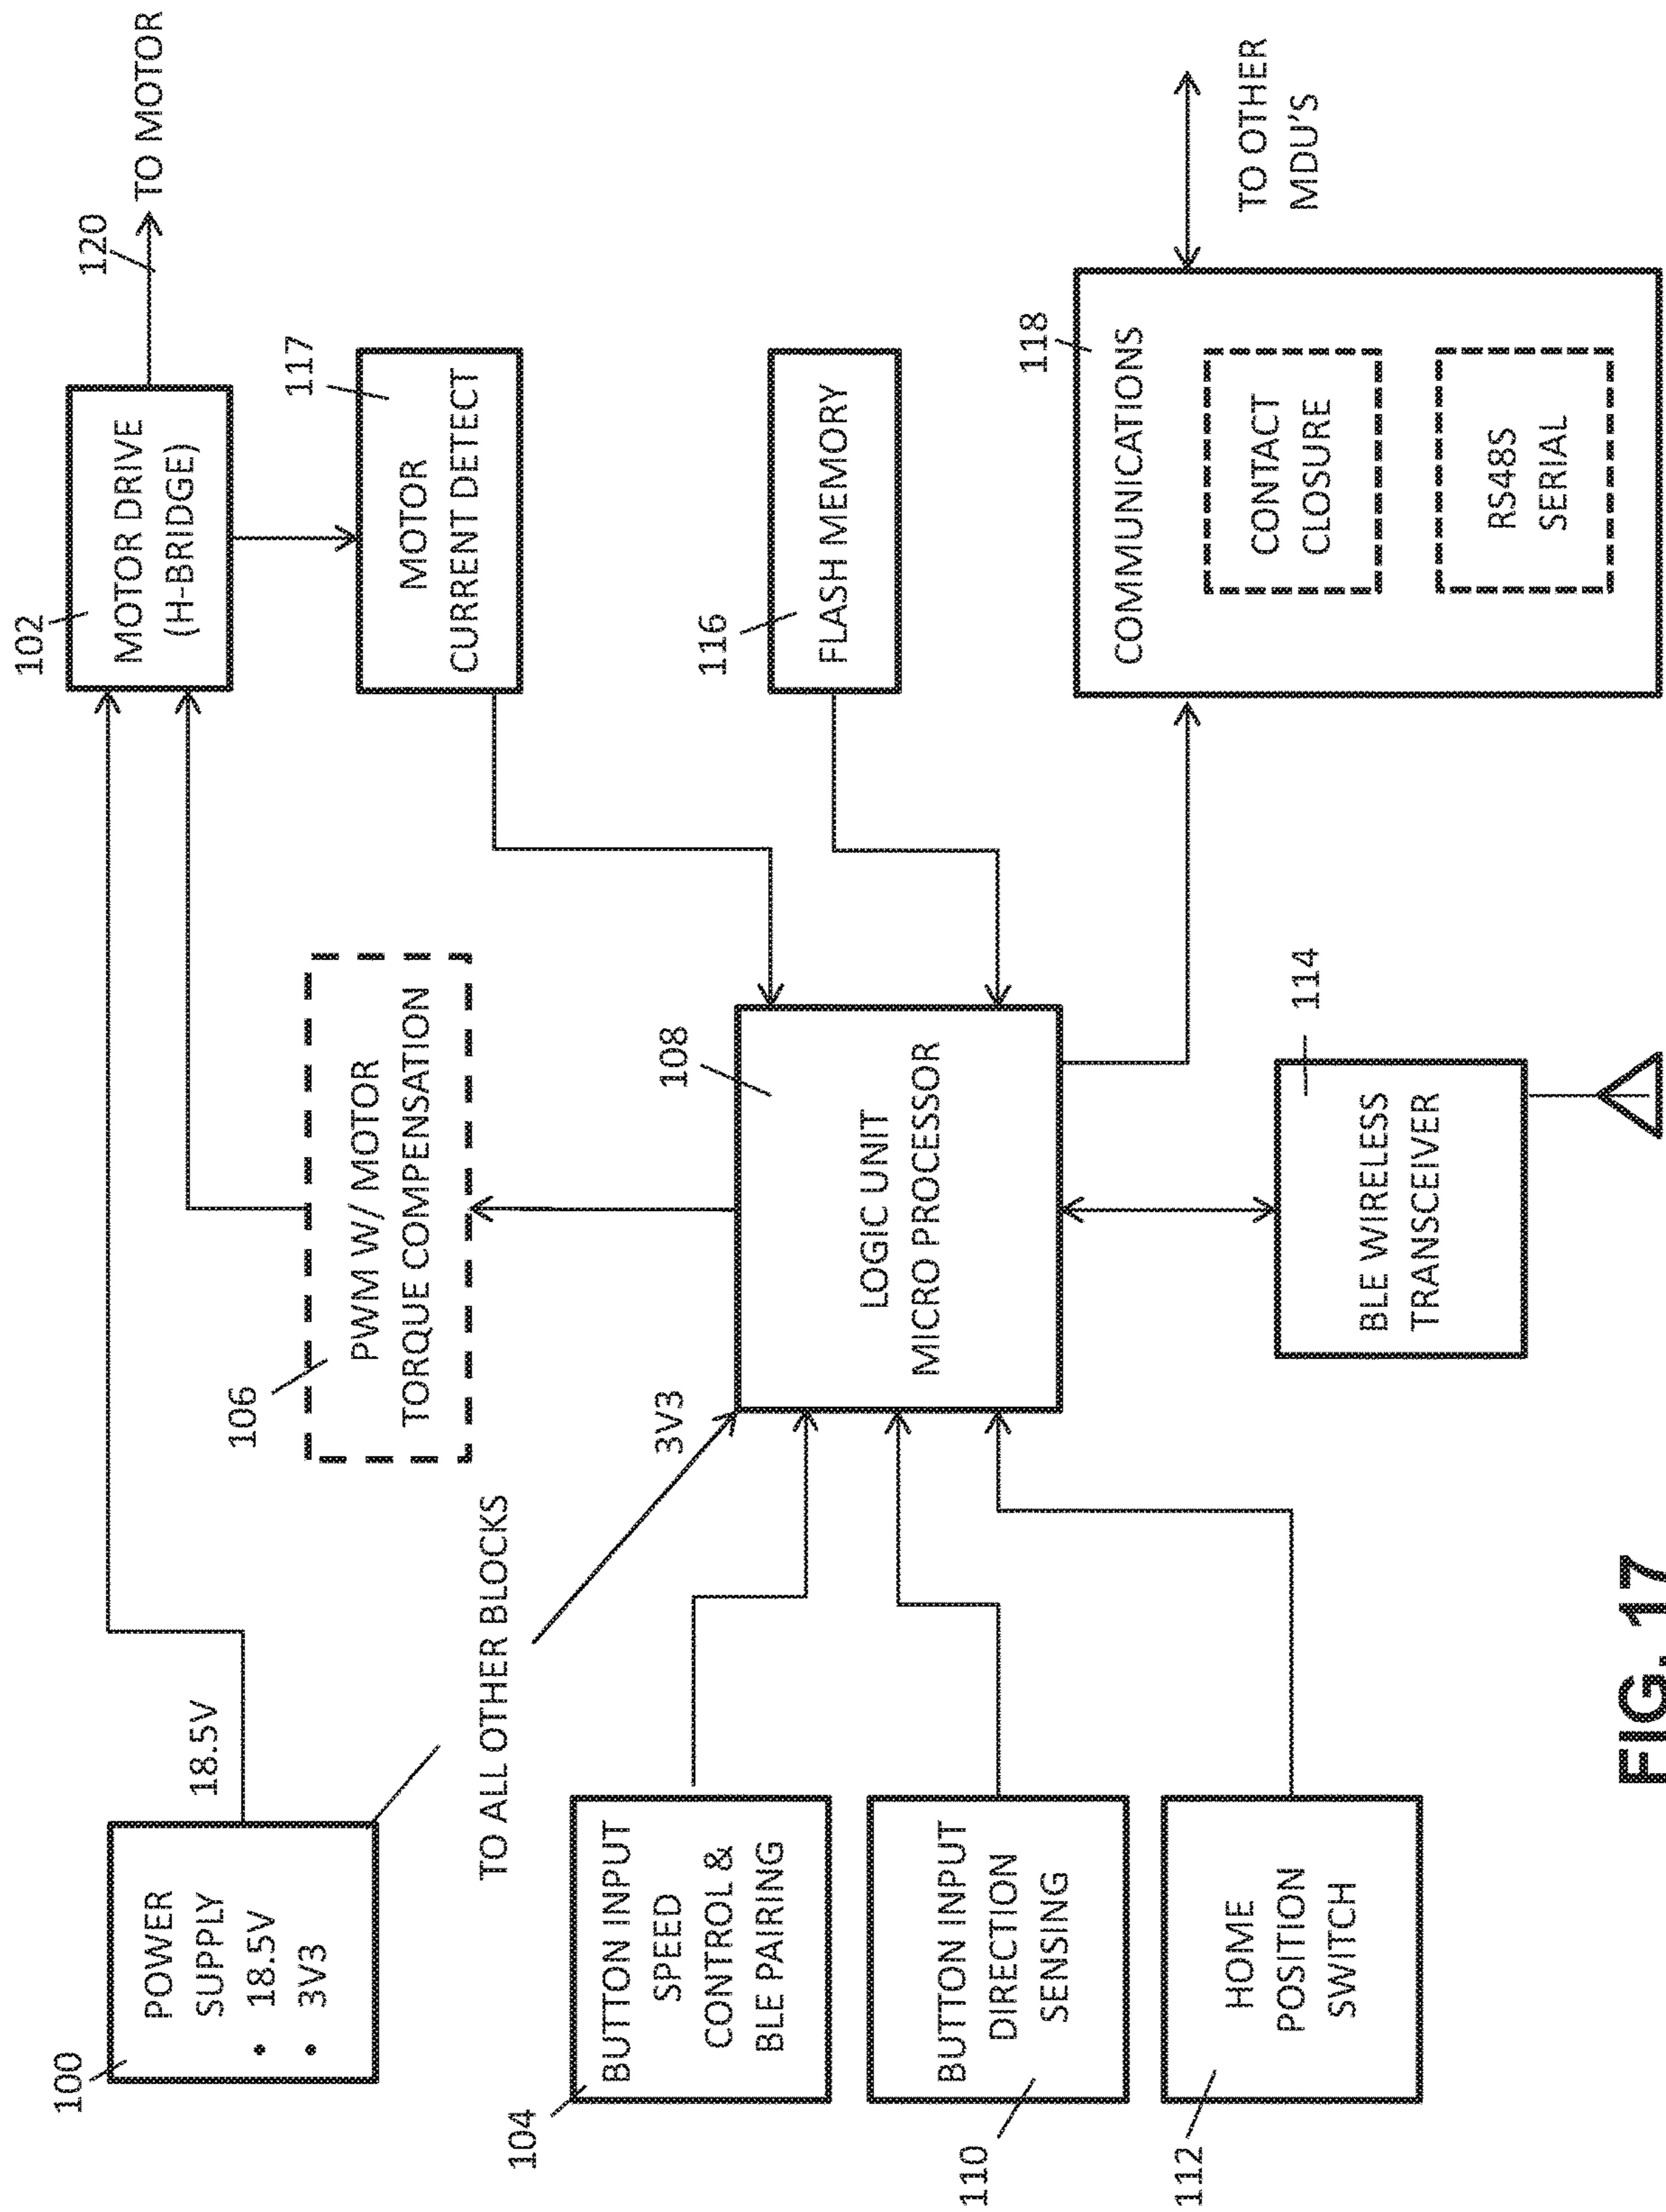 100
POWER
SUPPLY
• 18.5V
• 3V3
18.5V
102
MOTOR DRIVE
(H-BRIDGE)
120
TO MOTOR
106
PWM W/ MOTOR
TORQUE COMPENSATION
117
MOTOR
CURRENT DETECT
TO ALL OTHER BLOCKS
3V3
104
BUTTON INPUT
SPEED
CONTROL &
BLE PAIRING
108
LOGIC UNIT
MICRO PROCESSOR
116
FLASH MEMORY
110
BUTTON INPUT
DIRECTION
SENSING
112
HOME
POSITION
SWITCH
114
BLE WIRELESS
TRANSCEIVER
118
COMMUNICATIONS
CONTACT
CLOSURE
RS48S
SERIAL
TO OTHER
MDU'S
FIG. 17